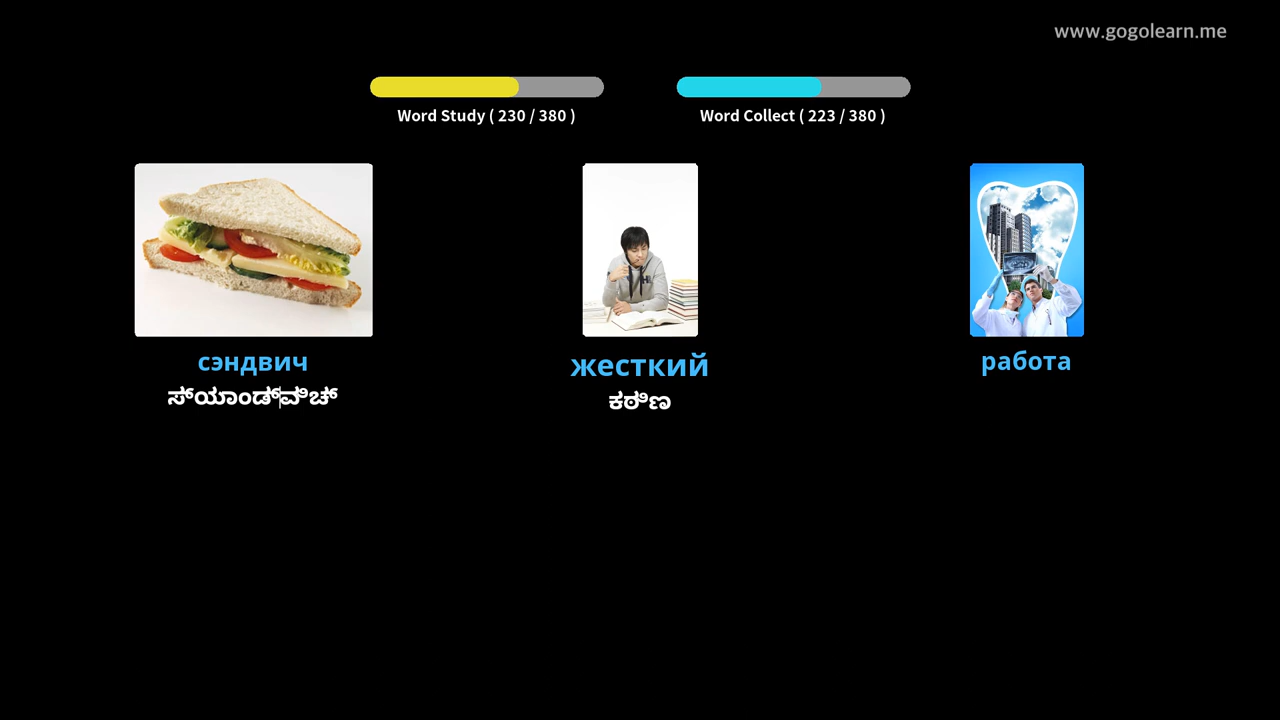 www.gogolearn.me
Word Study ( 230 / 380 )
Word Collect ( 223 / 380 )
сэндвич
жесткий
работа
ಸ್ಯಾಂಡ್‌ವಿಚ್
ಕಠಿಣ